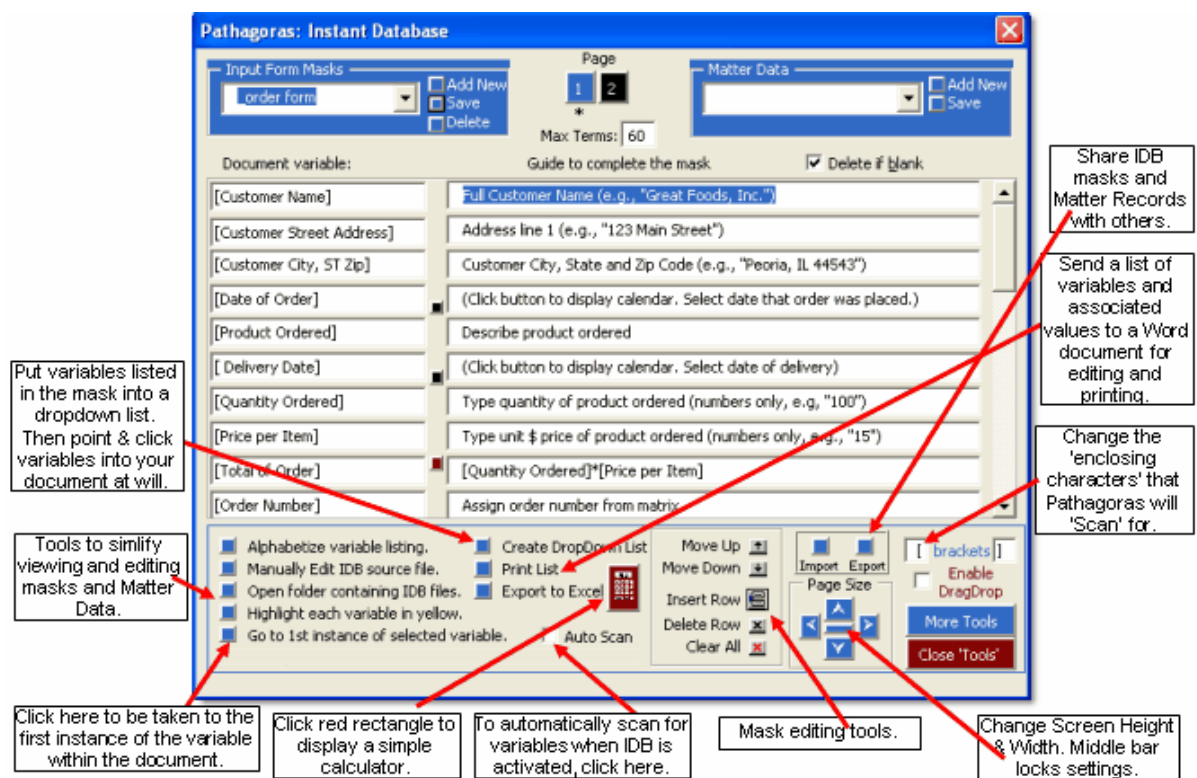 Pathagoras: Instant Database
Input Form Masks
_order form
Add New
Save
Delete
Page
1 2
*
Max Terms: 60
Matter Data
Add New
Save
Document variable:
Guide to complete the mask
Delete if blank
[Customer Name]
Full Customer Name (e.g., "Great Foods, Inc.")
[Customer Street Address]
Address line 1 (e.g., "123 Main Street")
[Customer City, ST Zip]
Customer City, State and Zip Code (e.g., "Peoria, IL 44543")
[Date of Order]
(Click button to display calendar. Select date that order was placed.)
[Product Ordered]
Describe product ordered
[ Delivery Date]
(Click button to display calendar. Select date of delivery)
[Quantity Ordered]
Type quantity of product ordered (numbers only, e.g, "100")
[Price per Item]
Type unit $ price of product ordered (numbers only, e.g., "15")
[Total of Order]
[Quantity Ordered]*[Price per Item]
[Order Number]
Assign order number from matrix
Alphabetize variable listing.
Manually Edit IDB source file.
Open folder containing IDB files.
Highlight each variable in yellow.
Go to 1st instance of selected variable.
Create DropDown List
Print List
Export to Excel
Auto Scan
Move Up
Move Down
Insert Row
Delete Row
Clear All
Import Export
Page Size
[ brackets ]
Enable
DragDrop
More Tools
Close 'Tools'
Share IDB
masks and
Matter Records
with others.
Send a list of
variables and
associated
values to a Word
document for
editing and
printing.
Change the
'enclosing
characters' that
Pathagoras will
'Scan' for.
Put variables listed
in the mask into a
dropdown list.
Then point & click
variables into your
document at will.
Tools to simlify
viewing and editing
masks and Matter
Data.
Click here to be taken to the
first instance of the variable
within the document.
Click red rectangle to
display a simple
calculator.
To automatically scan for
variables when IDB is
activated, click here.
Mask editing tools.
Change Screen Height
& Width. Middle bar
locks settings.